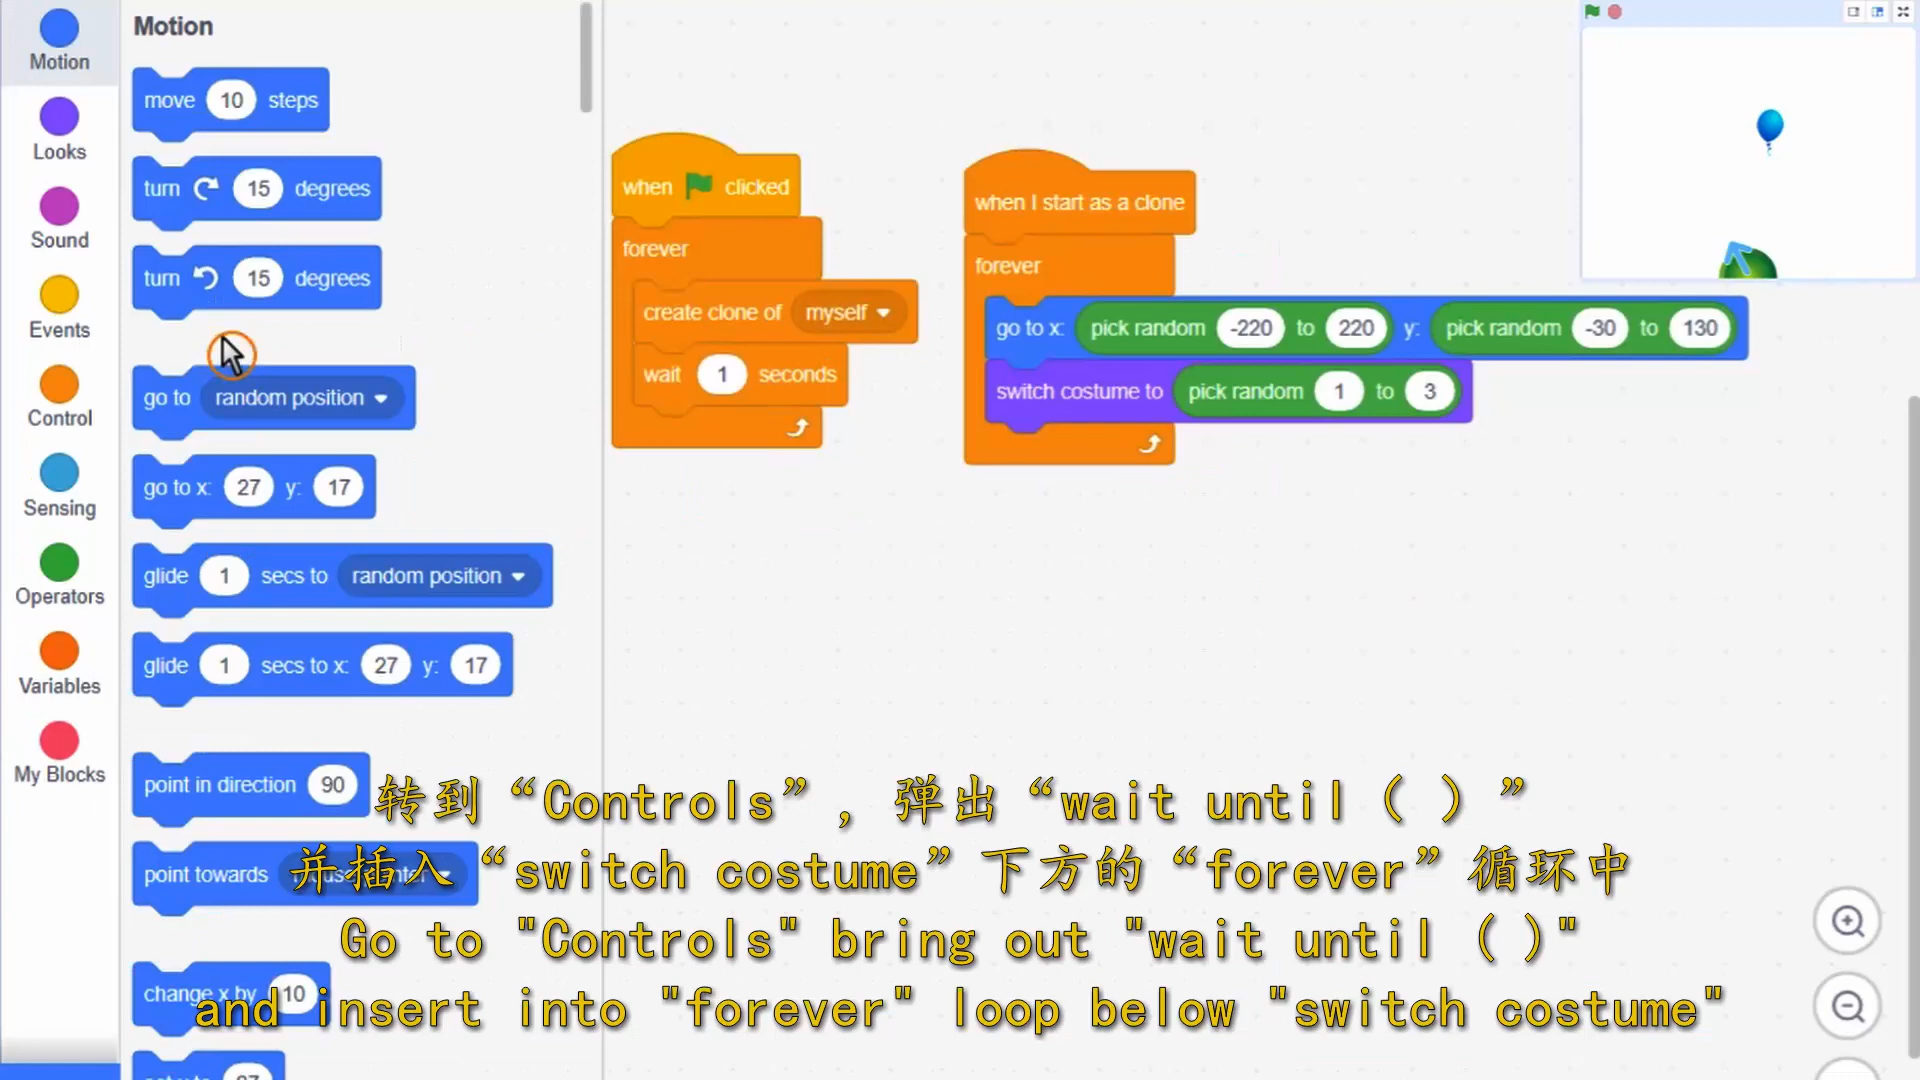 Motion
Motion
Looks
Sound
Events
Control
Sensing
Operators
Variables
My Blocks
move 10 steps
turn 15 degrees
turn 15 degrees
go to random position
go to x: 27 y: 17
glide 1 secs to random position
glide 1 secs to x: 27 y: 17
point in direction 90
point towards
change x by 10
when clicked
forever
create clone of myself
wait 1 seconds
when I start as a clone
forever
go to x: pick random -220 to 220 y: pick random -30 to 130
switch costume to pick random 1 to 3
转到“Controls”, 弹出“wait until ( ) ”
并插入“switch costume”下方的“forever”循环中
Go to "Controls" bring out "wait until ( )"
and insert into "forever" loop below "switch costume"